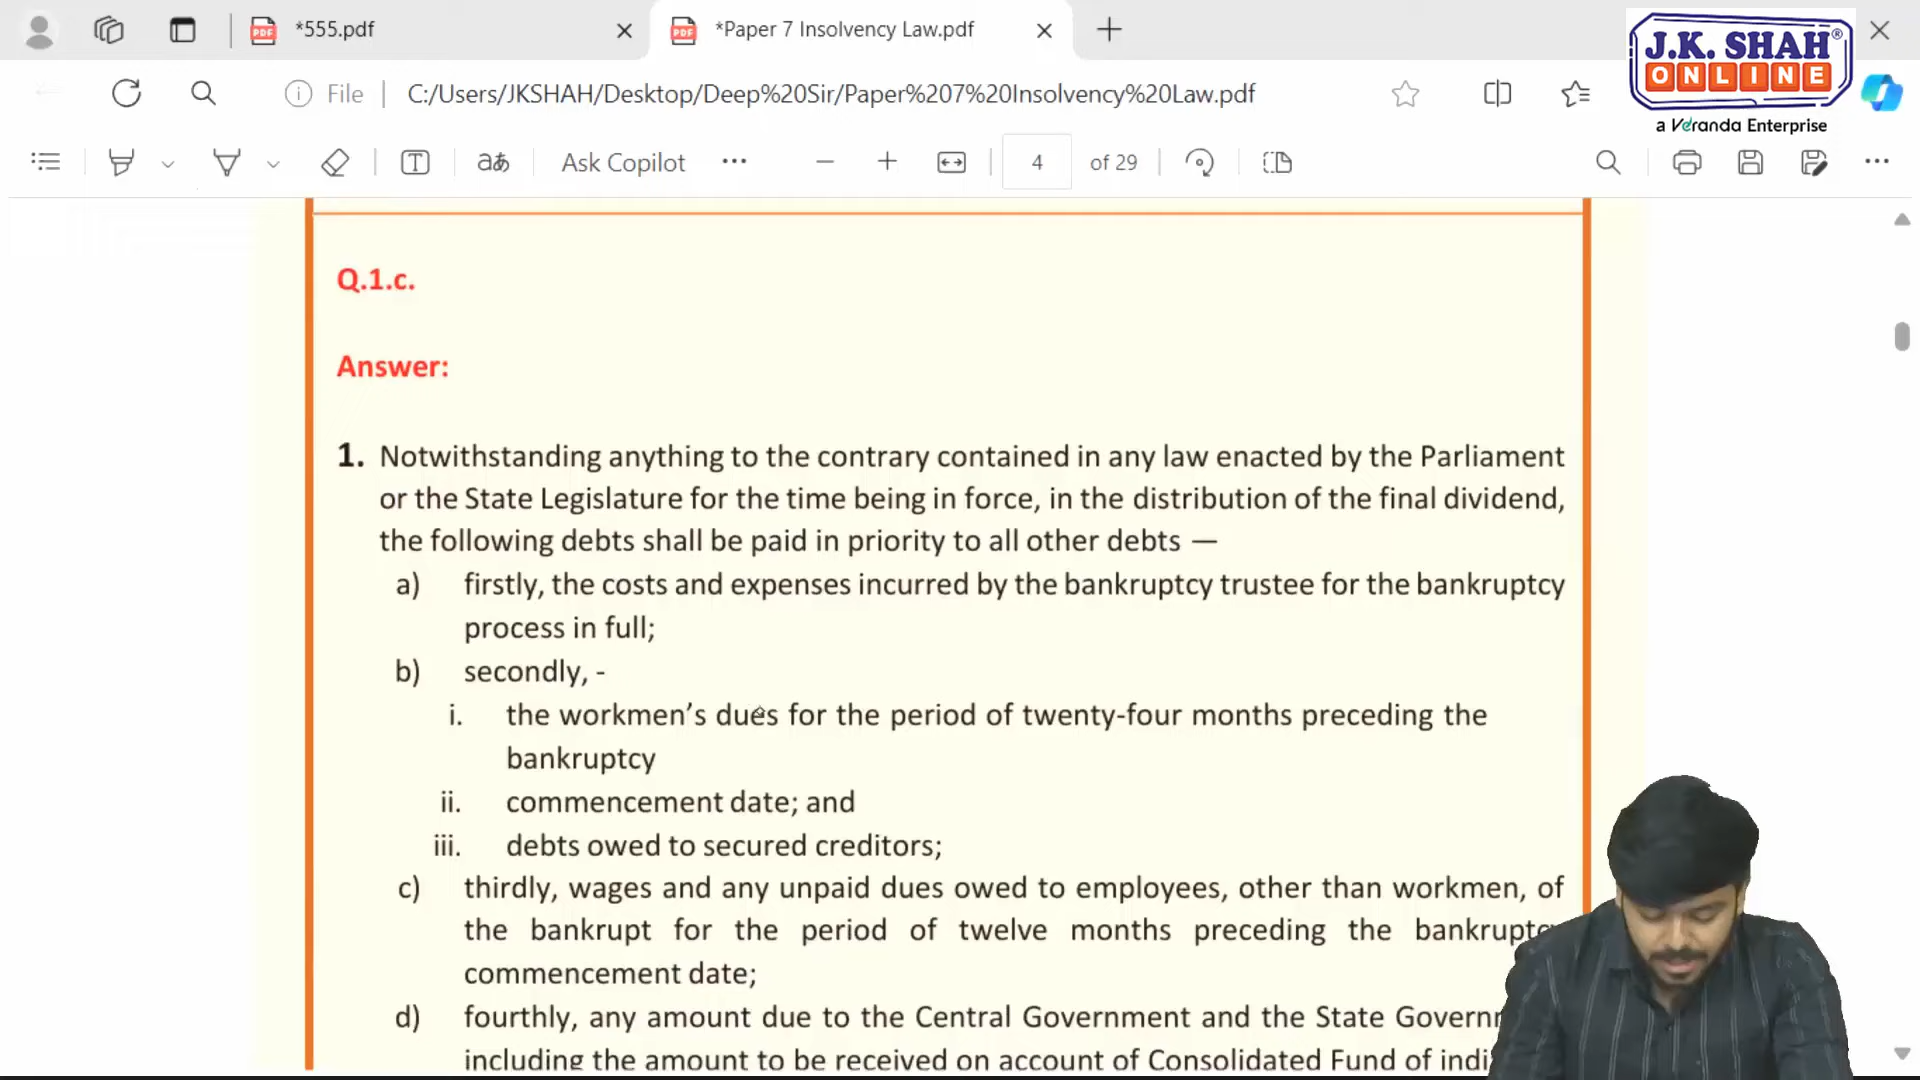 *555.pdf
*Paper 7 Insolvency Law.pdf
J.K. SHAH®
ONLINE
a Veranda Enterprise
File
C:/Users/JKSHAH/Desktop/Deep%20Sir/Paper%207%20Insolvency%20Law.pdf
PDF
PDF
aあ
Ask Copilot
4
of 29
Q.1.c.
Answer:
1. Notwithstanding anything to the contrary contained in any law enacted by the Parliament
or the State Legislature for the time being in force, in the distribution of the final dividend,
the following debts shall be paid in priority to all other debts —
a) firstly, the costs and expenses incurred by the bankruptcy trustee for the bankruptcy
process in full;
b) secondly, -
i. the workmen's dues for the period of twenty-four months preceding the
bankruptcy
ii. commencement date; and
iii. debts owed to secured creditors;
c) thirdly, wages and any unpaid dues owed to employees, other than workmen, of
the bankrupt for the period of twelve months preceding the
commencement date;
d) fourthly, any amount due to the Central Government and the State
including the amount to be received on account of Consolidated Fund of